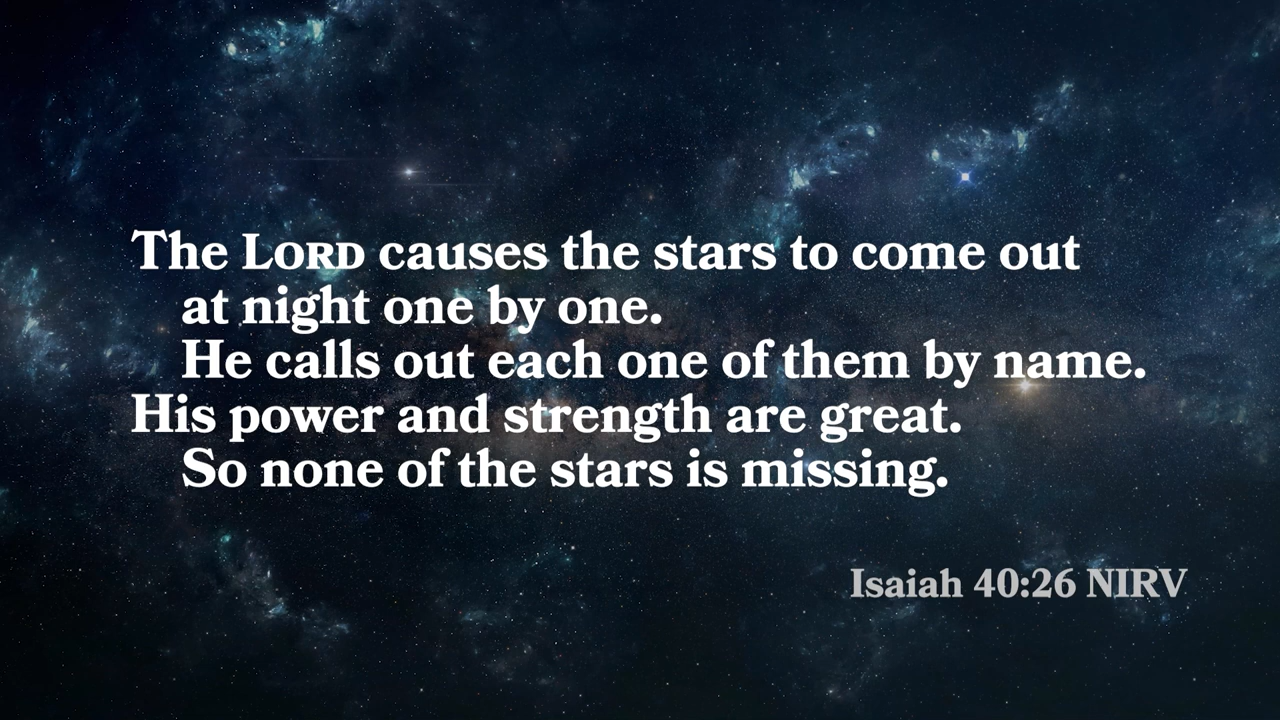 The LORD causes the stars to come out
at night one by one.
He calls out each one of them by name.
His power and strength are great.
So none of the stars is missing.
Isaiah 40:26 NIRV